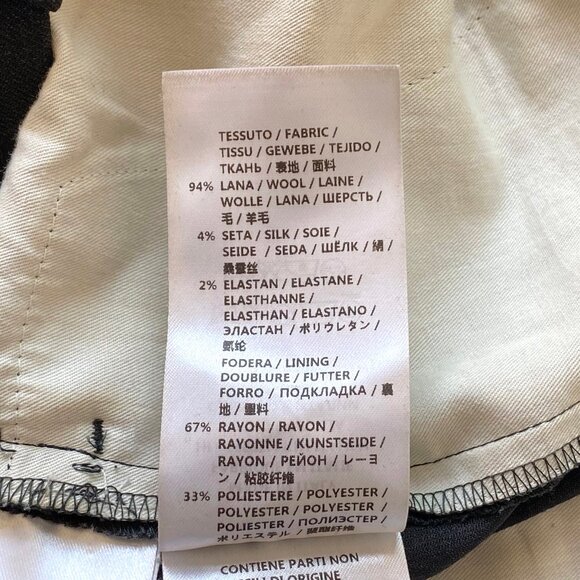 TESSUTO / FABRIC /
TISSU / GEWEBE / TEJIDO /
ТКАНЬ / 裏地 / 面料
94% LANA / WOOL / LAINE /
WOLLE / LANA / ШЕРСТЬ /
毛 / 羊毛
4% SETA / SILK / SOIE /
SEIDE / SEDA / ШЁЛК / 絹 /
桑蚕丝
2% ELASTAN / ELASTANE /
ELASTHANNE /
ELASTHAN / ELASTANO /
ЭЛАСТАН / ポリウレタン /
氨纶
FODERA / LINING /
DOUBLURE / FUTTER /
FORRO / ПОДКЛАДКА / 裏
地 / 里料
67% RAYON / RAYON /
RAYONNE / KUNSTSEIDE /
RAYON / РЕЙОН / レーヨ
ン / 粘胶纤维
33% POLIESTERE / POLYESTER /
POLYESTER / POLYESTER /
POLIESTER / ПОЛИЭСТЕР /
ポリエステル / 聚酯纤维
CONTIENE PARTI NON
DI ORIGINE